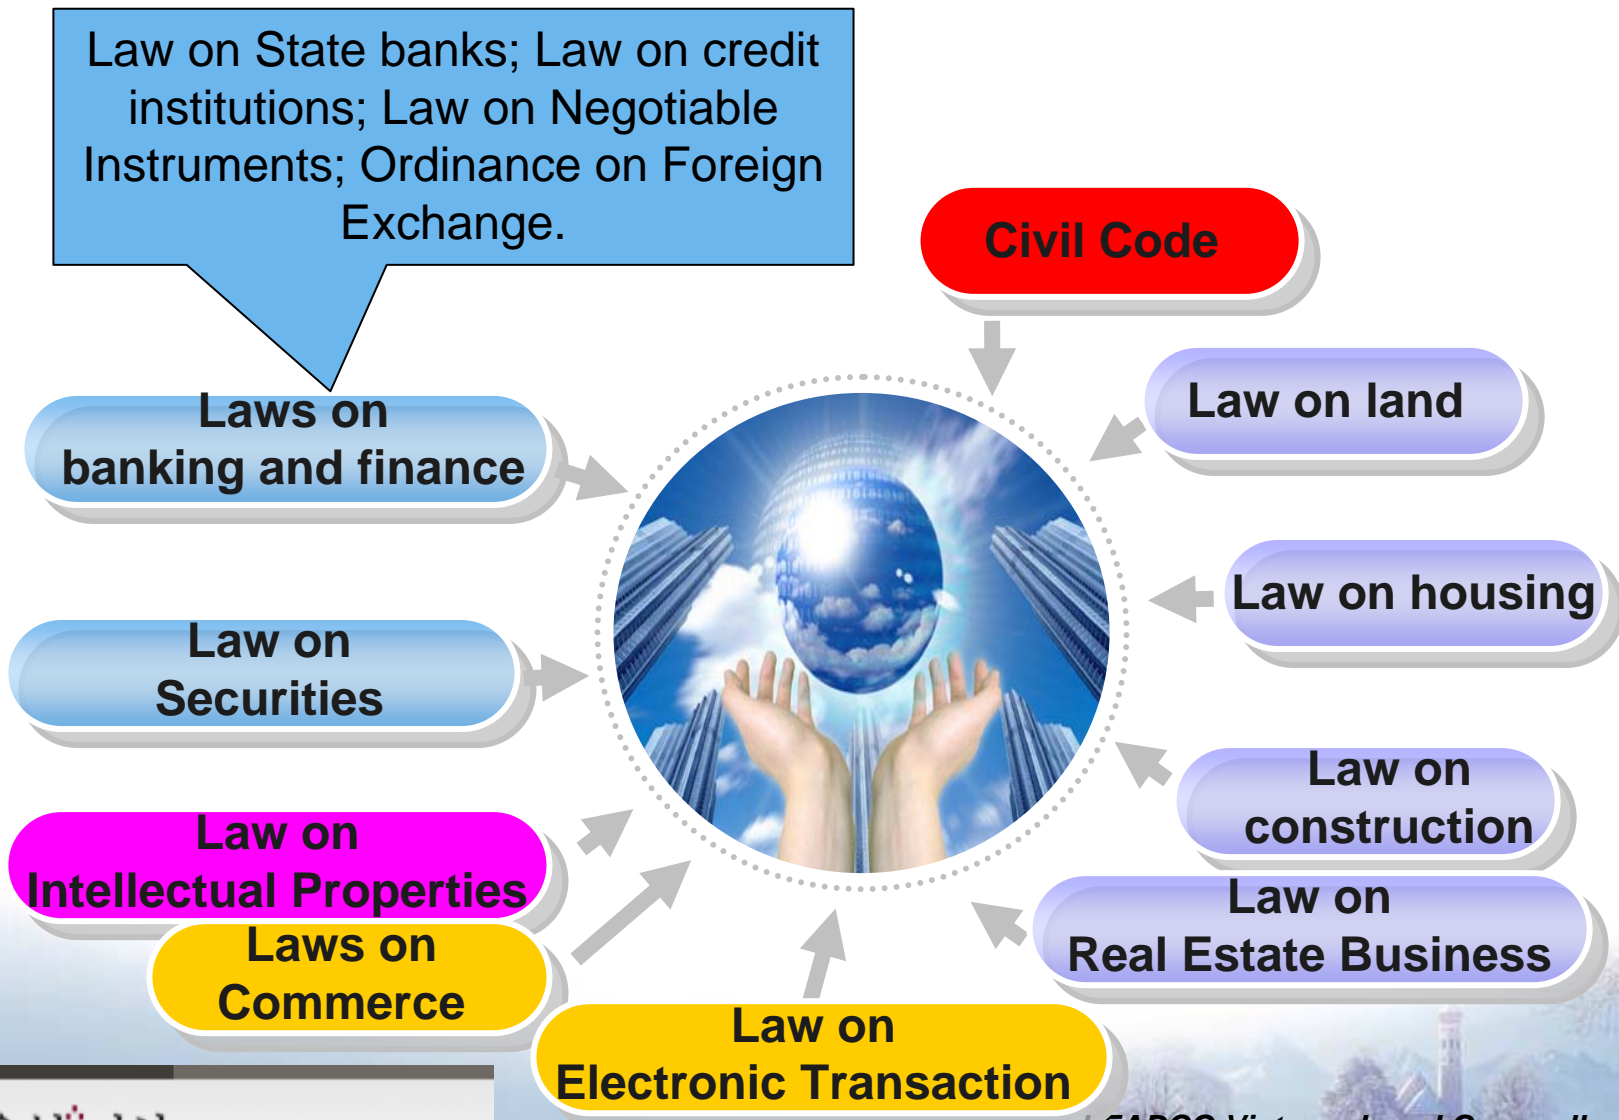 Law on State banks; Law on credit
institutions; Law on Negotiable
Instruments; Ordinance on Foreign
Exchange.
Civil Code
Law on land
Laws on
banking and finance
Law on housing
Law on
Securities
Law on
construction
Law on
Intellectual Properties
Law on
Real Estate Business
Laws on
Commerce
Law on
Electronic Transaction